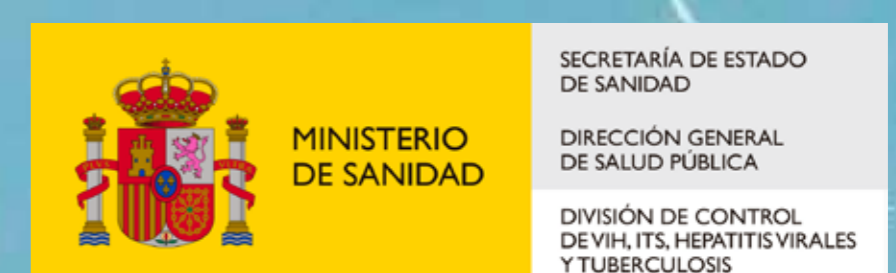 MINISTERIO
DE SANIDAD
SECRETARÍA DE ESTADO
DE SANIDAD
DIRECCIÓN GENERAL
DE SALUD PÚBLICA
DIVISIÓN DE CONTROL
DE VIH, ITS, HEPATITIS VIRALES
Y TUBERCULOSIS